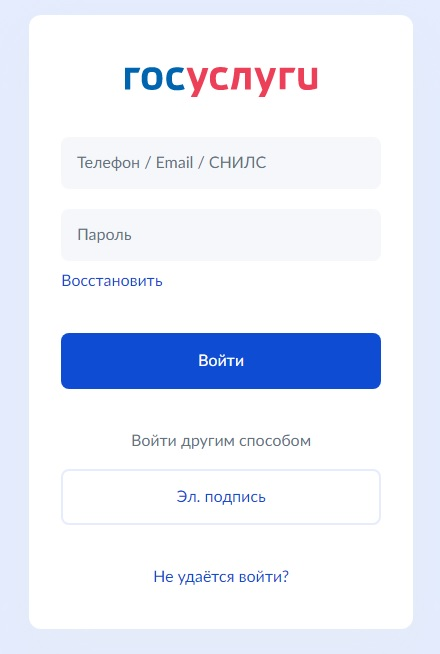 госуслуги
Телефон / Email / СНИЛС
Пароль
Восстановить
Войти
Войти другим способом
Эл. подпись
Не удаётся войти?